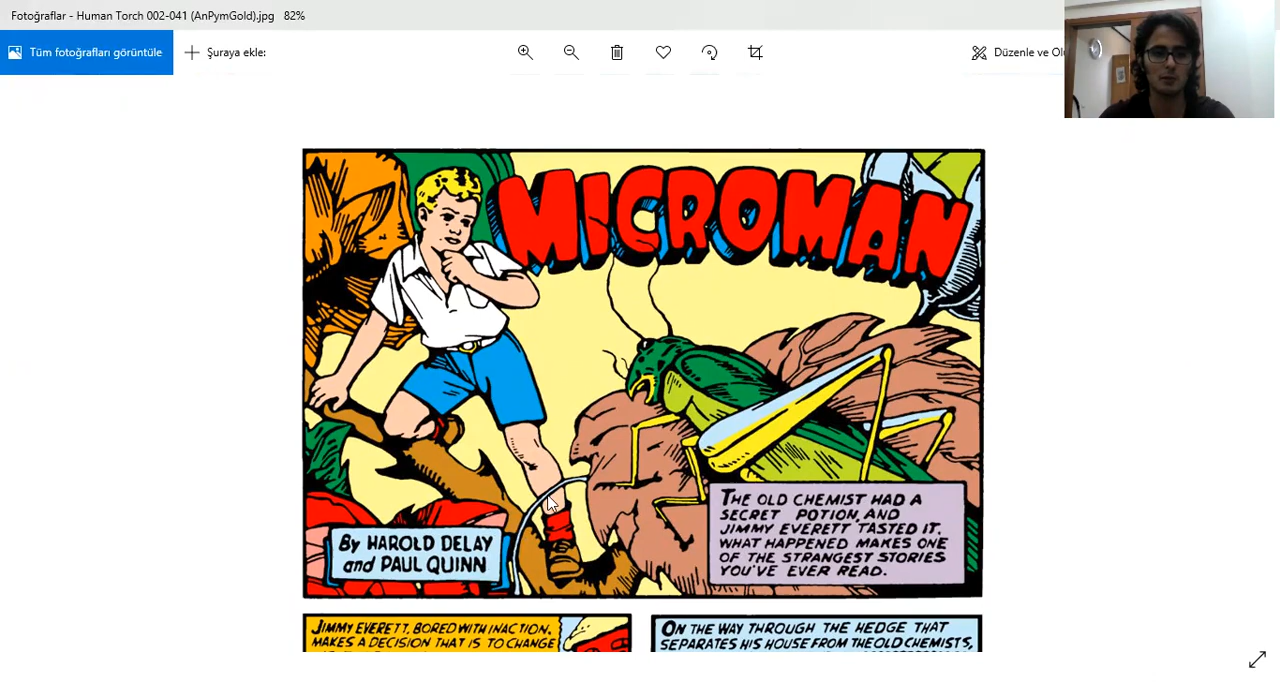 Fotoğraflar - Human Torch 002-041 (AnPymGold).jpg 82%
Tüm fotoğrafları görüntüle
Şuraya ekle:
Düzenle ve
MICROMAN
By HAROLD DELAY
and PAUL QUINN
THE OLD CHEMIST HAD A
SECRET POTION, AND
JIMMY EVERETT TASTED IT.
WHAT HAPPENED MAKES ONE
OF THE STRANGEST STORIES
YOU'VE EVER READ.
JIMMY EVERETT, BORED WITH INACTION,
MAKES A DECISION THAT IS TO CHANGE
ON THE WAY THROUGH THE HEDGE THAT
SEPARATES HIS HOUSE FROM THE OLD CHEMISTS,